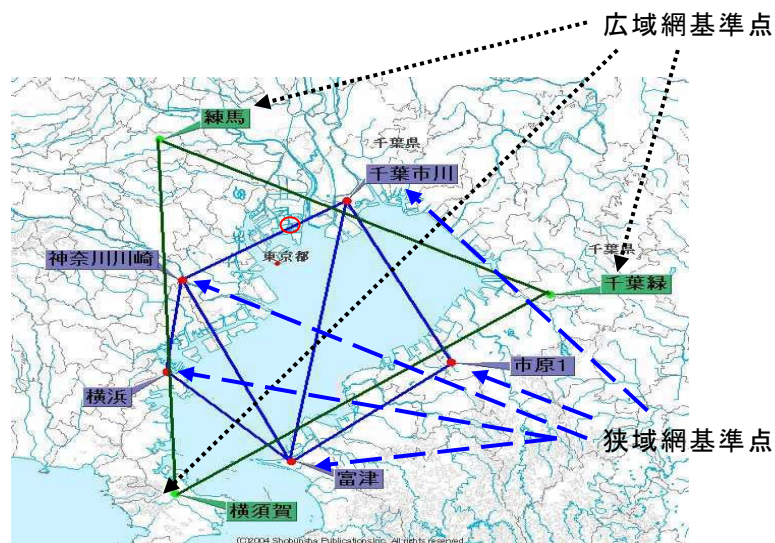 広域網基準点
練馬
千葉県
千葉市川
神奈川川崎
東京都
千葉県
千葉緑
市原1
横浜
狭域網基準点
富津
横須賀
(C)2004 Shobunsha Publications,Inc. All rights reserved.